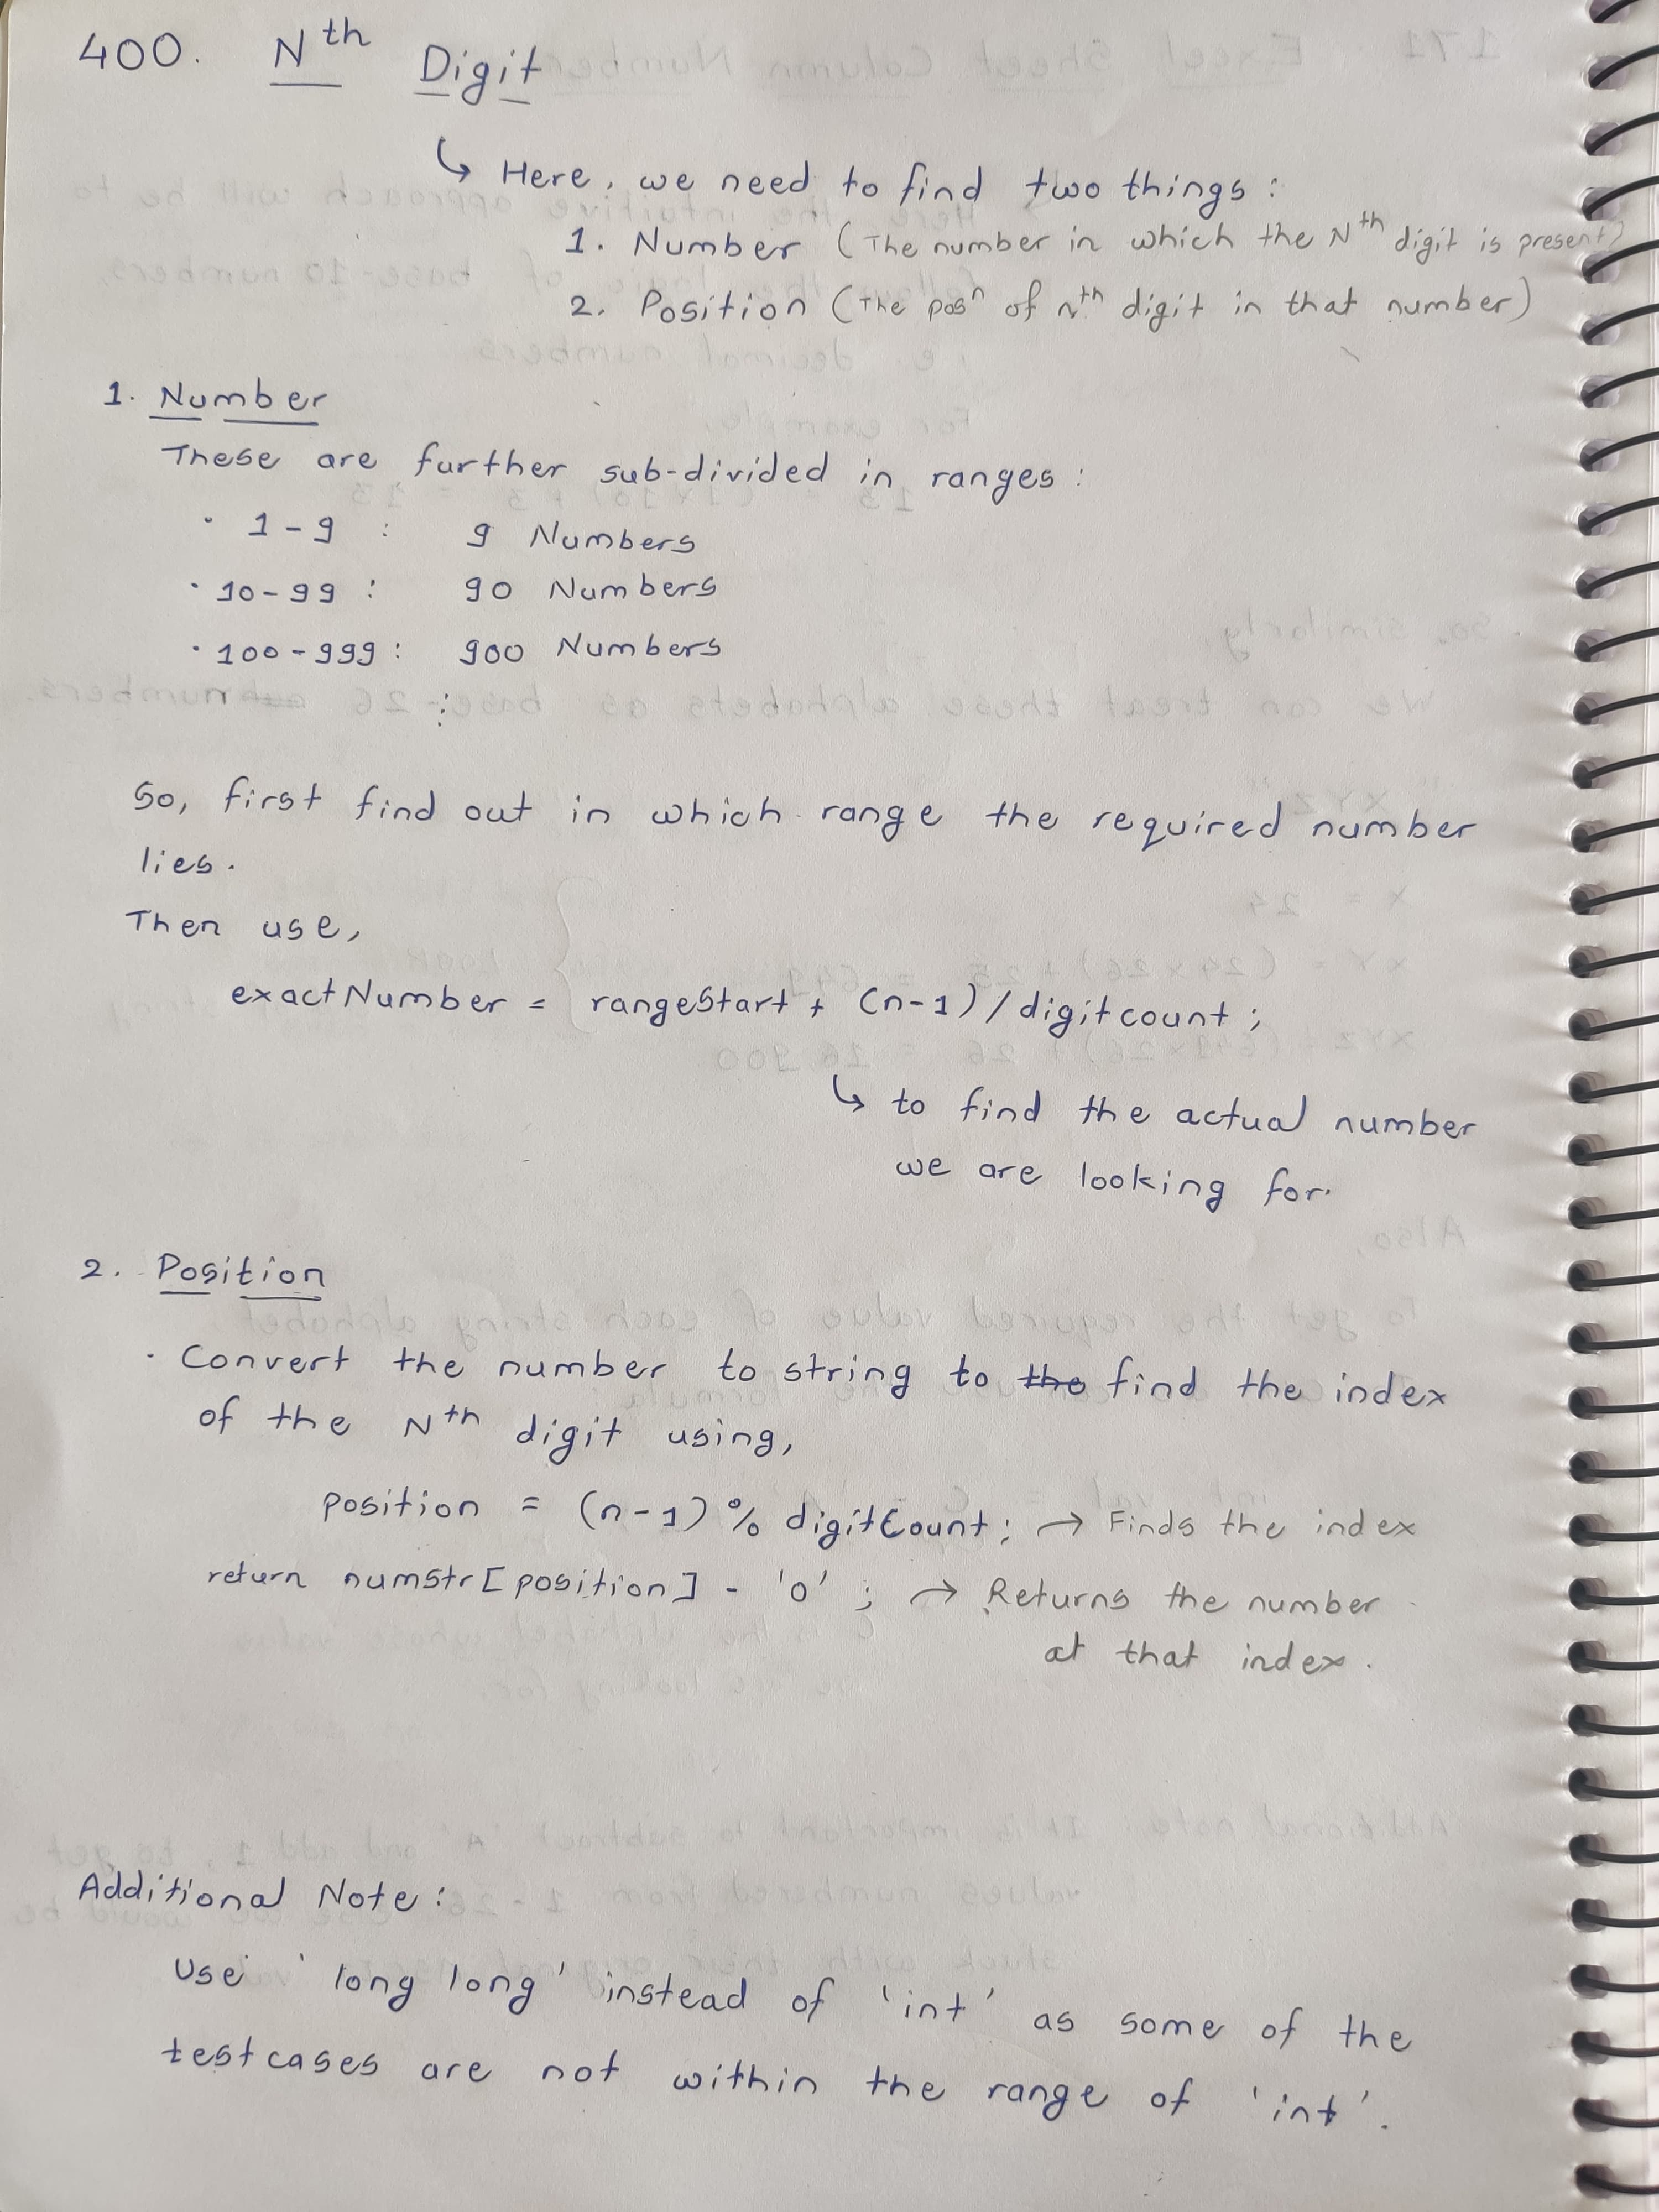 400. Nth Digit
↳ Here, we need to find two things:
1. Number (The number in which the Nth digit is present)
2. Position (The posn of nth digit in that number)
1. Number
These are further sub-divided in ranges:
· 1-9 : 9 Numbers
· 10-99 : 90 Numbers
· 100-999 : 900 Numbers
⋮
So, first find out in which range the required number
lies.
Then use,
exactNumber = rangeStart + (n-1)/digitcount;
↳ to find the actual number
we are looking for.
2. Position
· Convert the number to string to the find the index
of the Nth digit using,
position = (n-1) % digitCount; → Finds the index
return numstr[position] - '0'; → Returns the number
at that index.
Additional Note:
Use 'long long' instead of 'int' as some of the
testcases are not within the range of 'int'.